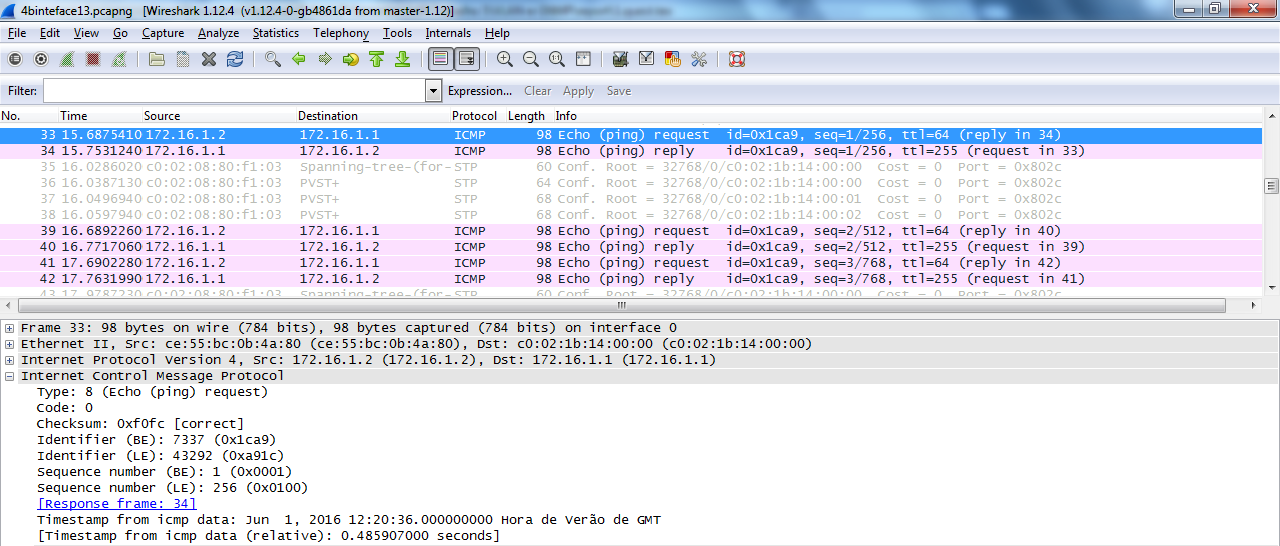 4binteface13.pcapng [Wireshark 1.12.4 (v1.12.4-0-gb4861da from master-1.12)]
File Edit View Go Capture Analyze Statistics Telephony Tools Internals Help
Filter: Expression... Clear Apply Save
No. Time Source Destination Protocol Length Info
33 15.6875410 172.16.1.2 172.16.1.1 ICMP 98 Echo (ping) request id=0x1ca9, seq=1/256, ttl=64 (reply in 34)
34 15.7531240 172.16.1.1 172.16.1.2 ICMP 98 Echo (ping) reply id=0x1ca9, seq=1/256, ttl=255 (request in 33)
35 16.0286020 c0:02:08:80:f1:03 Spanning-tree-(for- STP 60 Conf. Root = 32768/0/c0:02:1b:14:00:00 Cost = 0 Port = 0x802c
36 16.0387130 c0:02:08:80:f1:03 PVST+ STP 64 Conf. Root = 32768/0/c0:02:1b:14:00:00 Cost = 0 Port = 0x802c
37 16.0496940 c0:02:08:80:f1:03 PVST+ STP 68 Conf. Root = 32768/0/c0:02:1b:14:00:01 Cost = 0 Port = 0x802c
38 16.0597940 c0:02:08:80:f1:03 PVST+ STP 68 Conf. Root = 32768/0/c0:02:1b:14:00:02 Cost = 0 Port = 0x802c
39 16.6892260 172.16.1.2 172.16.1.1 ICMP 98 Echo (ping) request id=0x1ca9, seq=2/512, ttl=64 (reply in 40)
40 16.7717060 172.16.1.1 172.16.1.2 ICMP 98 Echo (ping) reply id=0x1ca9, seq=2/512, ttl=255 (request in 39)
41 17.6902280 172.16.1.2 172.16.1.1 ICMP 98 Echo (ping) request id=0x1ca9, seq=3/768, ttl=64 (reply in 42)
42 17.7631990 172.16.1.1 172.16.1.2 ICMP 98 Echo (ping) reply id=0x1ca9, seq=3/768, ttl=255 (request in 41)
43 17.9787230 c0:02:08:80:f1:03 Spanning-tree-(for- STP 60 Conf. Root = 32768/0/c0:02:1b:14:00:00 Cost = 0 Port = 0x802c
Frame 33: 98 bytes on wire (784 bits), 98 bytes captured (784 bits) on interface 0
Ethernet II, Src: ce:55:bc:0b:4a:80 (ce:55:bc:0b:4a:80), Dst: c0:02:1b:14:00:00 (c0:02:1b:14:00:00)
Internet Protocol Version 4, Src: 172.16.1.2 (172.16.1.2), Dst: 172.16.1.1 (172.16.1.1)
Internet Control Message Protocol
Type: 8 (Echo (ping) request)
Code: 0
Checksum: 0xf0fc [correct]
Identifier (BE): 7337 (0x1ca9)
Identifier (LE): 43292 (0xa91c)
Sequence number (BE): 1 (0x0001)
Sequence number (LE): 256 (0x0100)
[Response frame: 34]
Timestamp from icmp data: Jun 1, 2016 12:20:36.000000000 Hora de Verão de GMT
[Timestamp from icmp data (relative): 0.485907000 seconds]